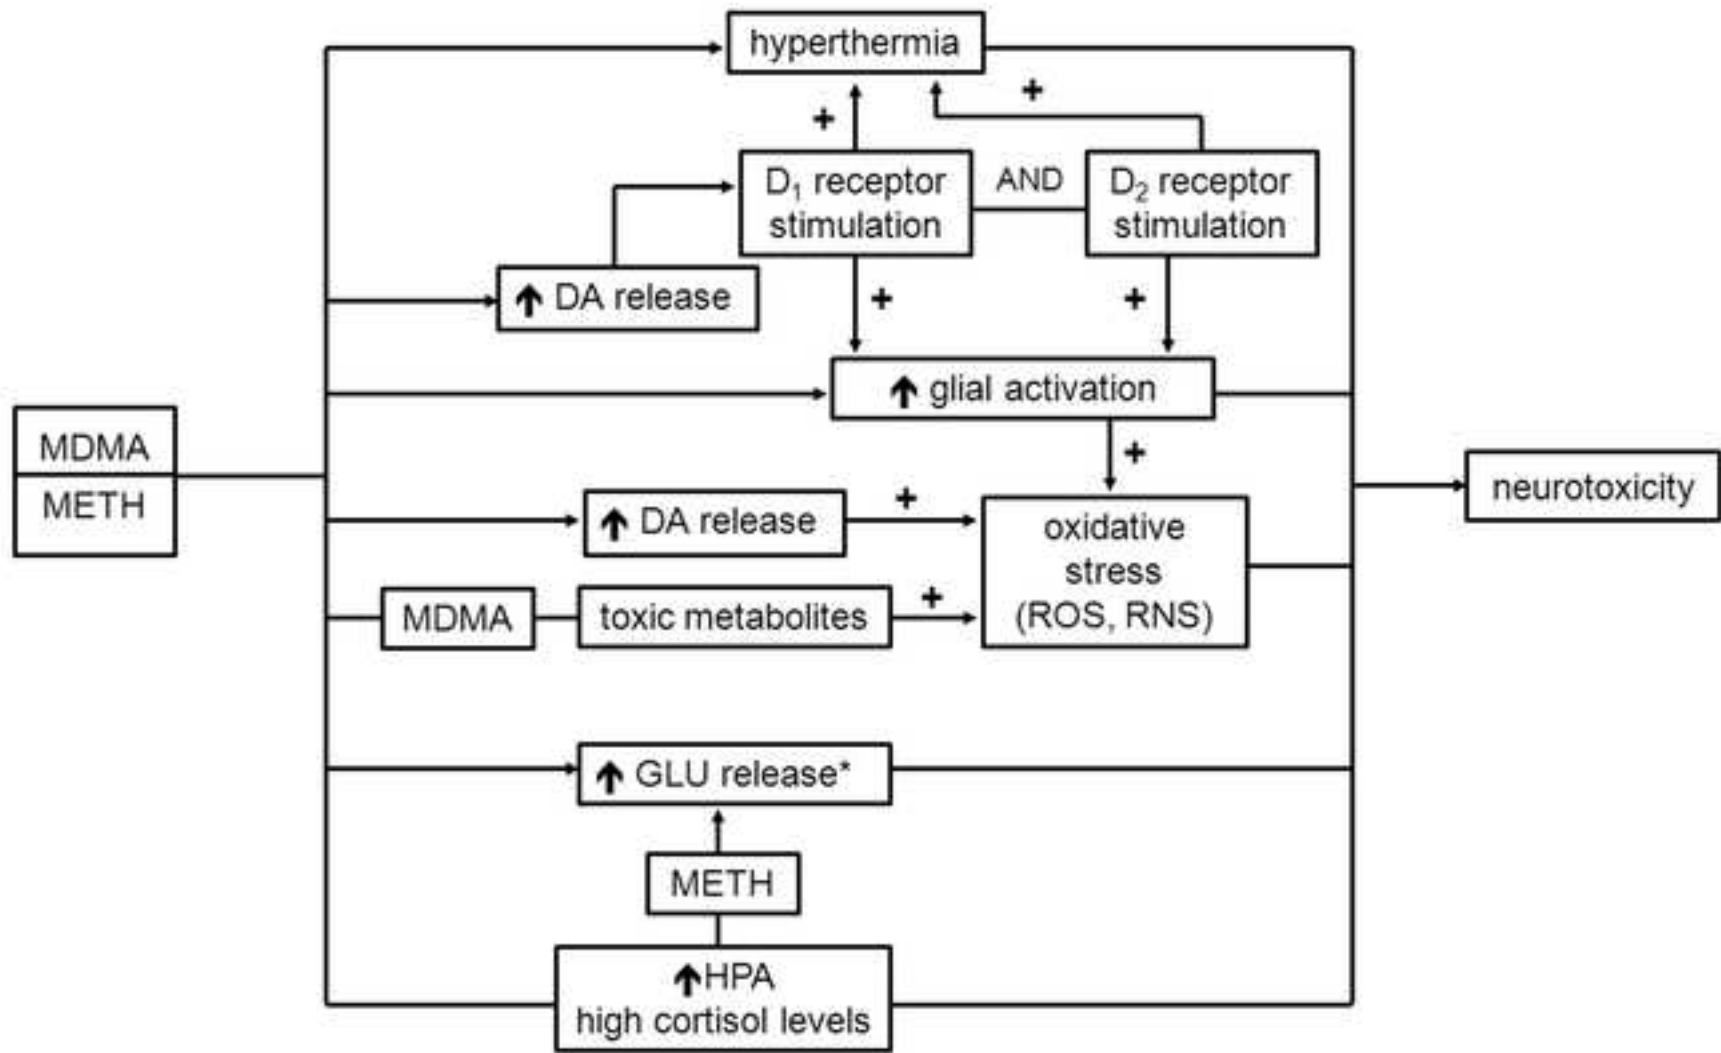 hyperthermia
+
+
D₁ receptor
stimulation
AND
D₂ receptor
stimulation
↑ DA release
+
+
↑ glial activation
MDMA
METH
+
neurotoxicity
↑ DA release
+
oxidative
stress
(ROS, RNS)
MDMA
toxic metabolites
+
↑ GLU release*
METH
↑HPA
high cortisol levels